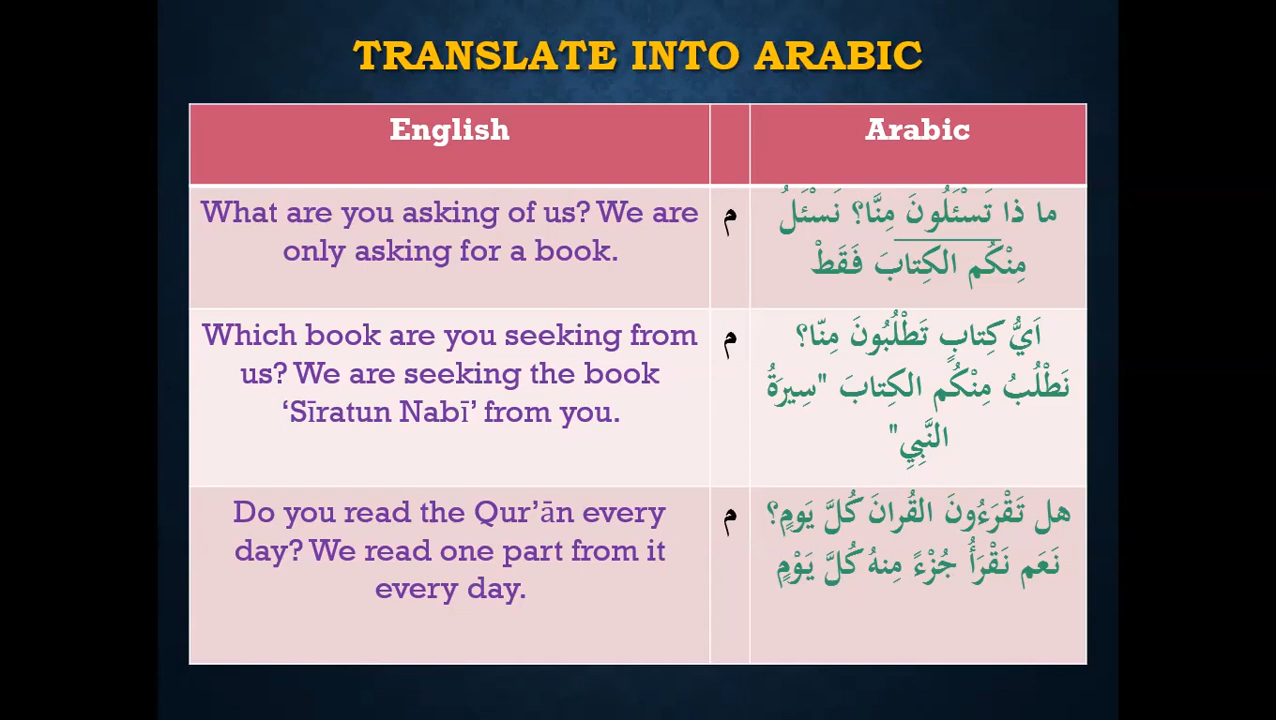 TRANSLATE INTO ARABIC
English
Arabic
What are you asking of us? We are
only asking for a book.
م
ما ذا تَسْئَلُونَ مِنَّا؟ نَسْئَلُ
مِنْكُم الكِتابَ فَقَطْ
Which book are you seeking from
us? We are seeking the book
‘Sīratun Nabī’ from you.
م
اَيُّ كِتابٍ تَطْلُبُونَ مِنّا؟
نَطْلُبُ مِنْكُم الكِتابَ "سِيرَةُ
النَّبِيِ"
Do you read the Qur’ān every
day? We read one part from it
every day.
م
هل تَقْرَءُونَ القُرانَ كُلَّ يَومٍ؟
نَعَم نَقْرَأُ جُزْءً مِنهُ كُلَّ يَوْمٍ